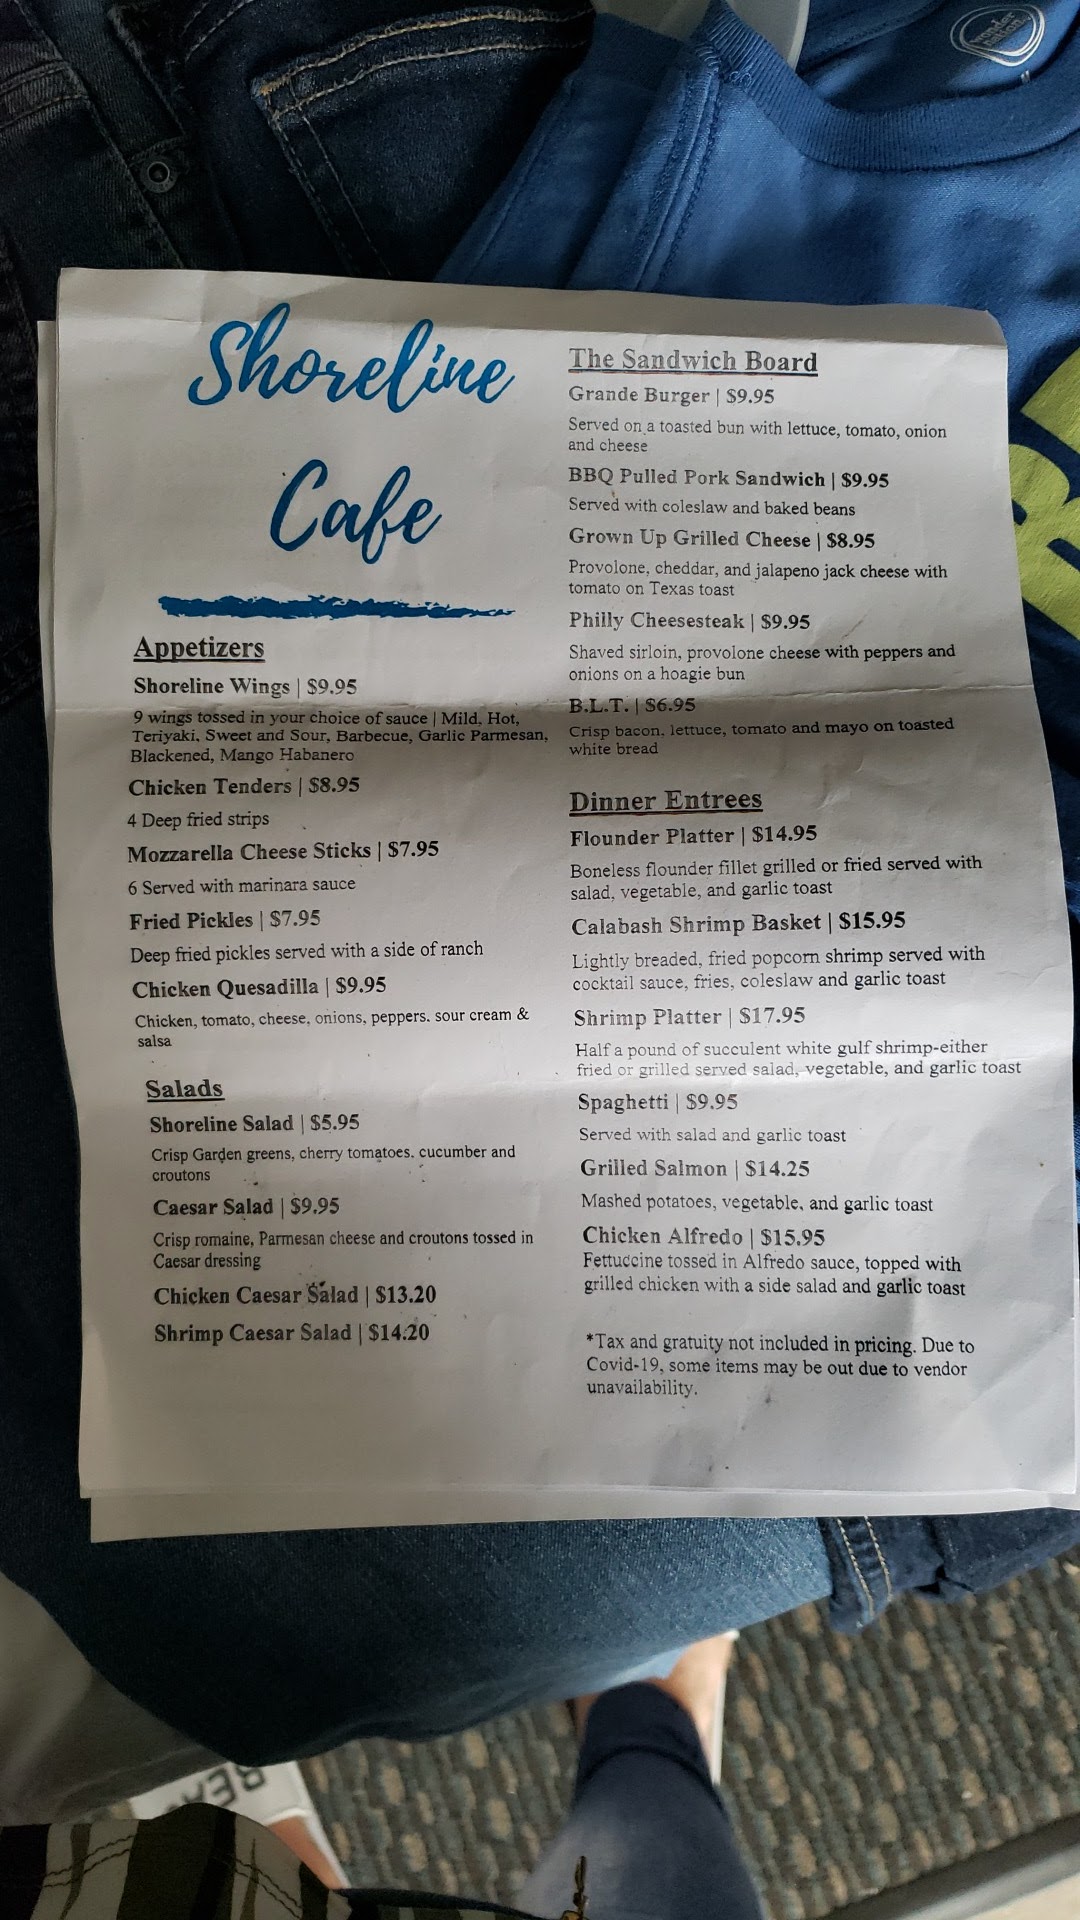 Shoreline
Cafe
Appetizers
Shoreline Wings | $9.95
9 wings tossed in your choice of sauce | Mild, Hot,
Teriyaki, Sweet and Sour, Barbecue, Garlic Parmesan,
Blackened, Mango Habanero
Chicken Tenders | $8.95
4 Deep fried strips
Mozzarella Cheese Sticks | $7.95
6 Served with marinara sauce
Fried Pickles | $7.95
Deep fried pickles served with a side of ranch
Chicken Quesadilla | $9.95
Chicken, tomato, cheese, onions, peppers. sour cream &
salsa
Salads
Shoreline Salad | $5.95
Crisp Garden greens, cherry tomatoes. cucumber and
croutons
Caesar Salad | $9.95
Crisp romaine, Parmesan cheese and croutons tossed in
Caesar dressing
Chicken Caesar Salad | $13.20
Shrimp Caesar Salad | $14.20
The Sandwich Board
Grande Burger | $9.95
Served on a toasted bun with lettuce, tomato, onion
and cheese
BBQ Pulled Pork Sandwich | $9.95
Served with coleslaw and baked beans
Grown Up Grilled Cheese | $8.95
Provolone, cheddar, and jalapeno jack cheese with
tomato on Texas toast
Philly Cheesesteak | $9.95
Shaved sirloin, provolone cheese with peppers and
onions on a hoagie bun
B.L.T. | $6.95
Crisp bacon, lettuce, tomato and mayo on toasted
white bread
Dinner Entrees
Flounder Platter | $14.95
Boneless flounder fillet grilled or fried served with
salad, vegetable, and garlic toast
Calabash Shrimp Basket | $15.95
Lightly breaded, fried popcorn shrimp served with
cocktail sauce, fries, coleslaw and garlic toast
Shrimp Platter | $17.95
Half a pound of succulent white gulf shrimp-either
fried or grilled served salad, vegetable, and garlic toast
Spaghetti | $9.95
Served with salad and garlic toast
Grilled Salmon | $14.25
Mashed potatoes, vegetable, and garlic toast
Chicken Alfredo | $15.95
Fettuccine tossed in Alfredo sauce, topped with
grilled chicken with a side salad and garlic toast
*Tax and gratuity not included in pricing. Due to
Covid-19, some items may be out due to vendor
unavailability.